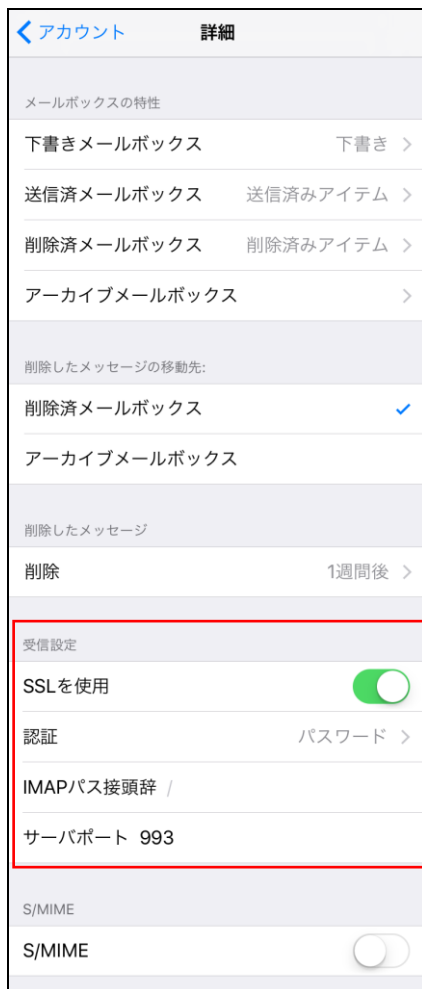 アカウント 詳細
メールボックスの特性
下書きメールボックス 下書き
送信済メールボックス 送信済みアイテム
削除済メールボックス 削除済みアイテム
アーカイブメールボックス
削除したメッセージの移動先:
削除済メールボックス
アーカイブメールボックス
削除したメッセージ
削除 1週間後
受信設定
SSLを使用
認証 パスワード
IMAPパス接頭辞 /
サーバポート 993
S/MIME
S/MIME